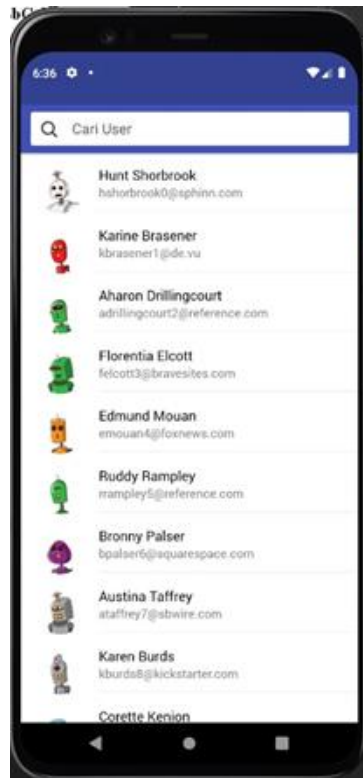 6:36
Cari User
Hunt Shorbrook
hshorbrook0@sphinn.com
Karine Brasener
kbrasener1@de.vu
Aharon Drillingcourt
adrillingcourt2@reference.com
Florentia Elcott
felcott3@bravesites.com
Edmund Mouan
emouan4@foxnews.com
Ruddy Rampley
rrampley5@reference.com
Bronny Palser
bpalser6@squarespace.com
Austina Taffrey
ataffrey7@sbwire.com
Karen Burds
kburds8@kickstarter.com
Corette Kenion